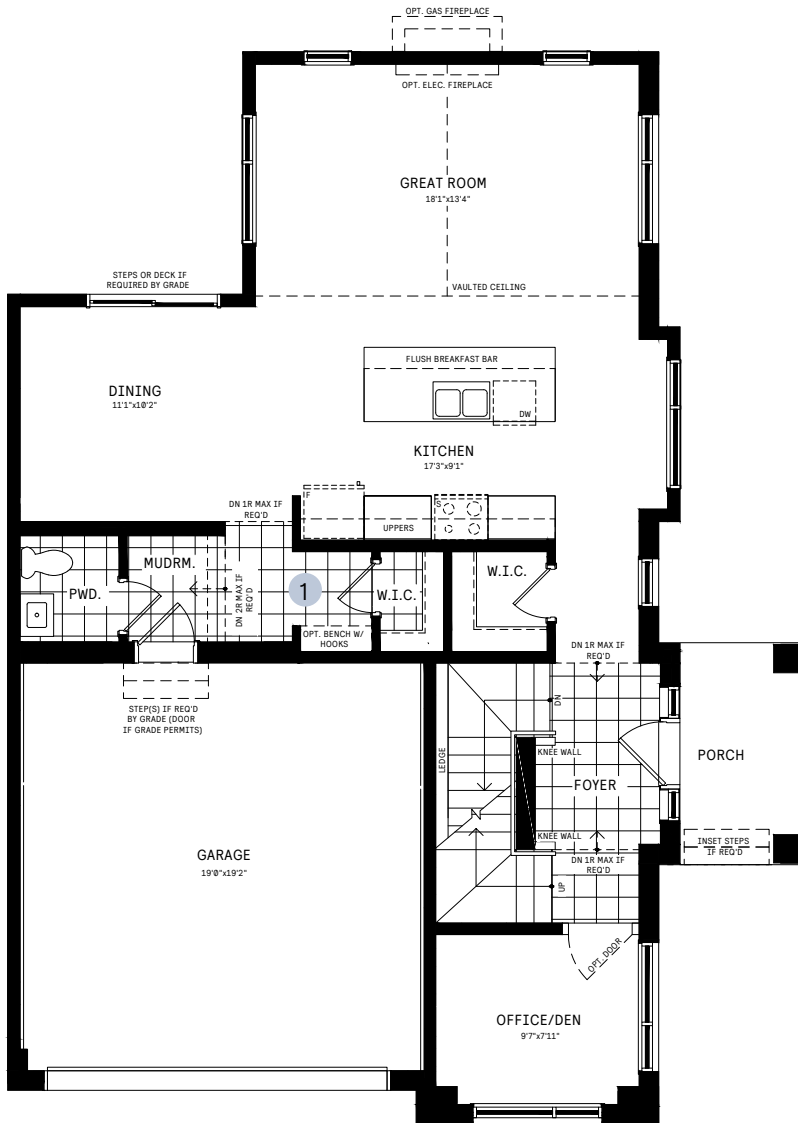 OPT. GAS FIREPLACE
OPT. ELEC. FIREPLACE
GREAT ROOM
18'1"x13'4"
STEPS OR DECK IF
REQUIRED BY GRADE
VAULTED CEILING
FLUSH BREAKFAST BAR
DINING
11'1"x10'2"
DW
KITCHEN
17'3"x9'1"
F
S
DN 1R MAX IF
REQ'D
UPPERS
MUDRM.
PWD.
DN 2R MAX IF
REQ'D
1
W.I.C.
W.I.C.
OPT. BENCH W/
HOOKS
DN 1R MAX IF
REQ'D
STEP(S) IF REQ'D
BY GRADE (DOOR
IF GRADE PERMITS)
LEDGE
DN
KNEE WALL
FOYER
PORCH
KNEE WALL
INSET STEPS
IF REQ'D
DN 1R MAX IF
REQ'D
UP
GARAGE
19'0"x19'2"
OPT. DOOR
OFFICE/DEN
9'7"x7'11"